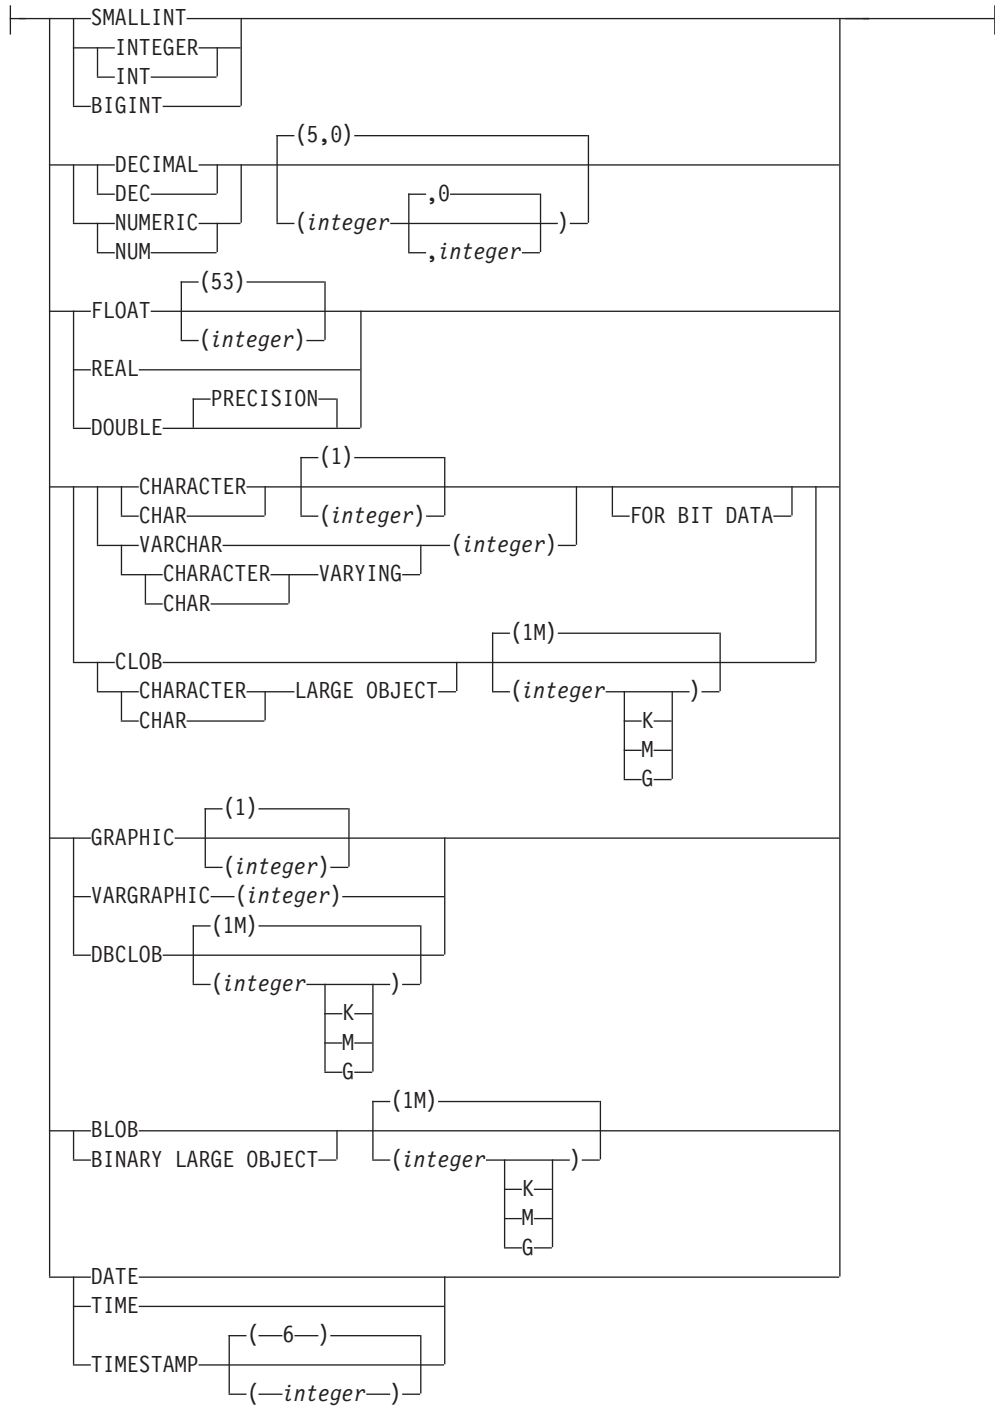 SMALLINT
INTEGER
INT
BIGINT
(5,0)
DECIMAL
DEC
,0
NUMERIC
(integer )
NUM
,integer
(53)
FLOAT
(integer)
REAL
PRECISION
DOUBLE
(1)
CHARACTER
CHAR
(integer)
FOR BIT DATA
VARCHAR
(integer)
CHARACTER
VARYING
CHAR
(1M)
CLOB
CHARACTER
LARGE OBJECT
(integer )
CHAR
K
M
G
(1)
GRAPHIC
(integer)
VARGRAPHIC
(integer)
(1M)
DBCLOB
(integer )
K
M
G
(1M)
BLOB
BINARY LARGE OBJECT
(integer )
K
M
G
DATE
TIME
( 6 )
TIMESTAMP
( integer )